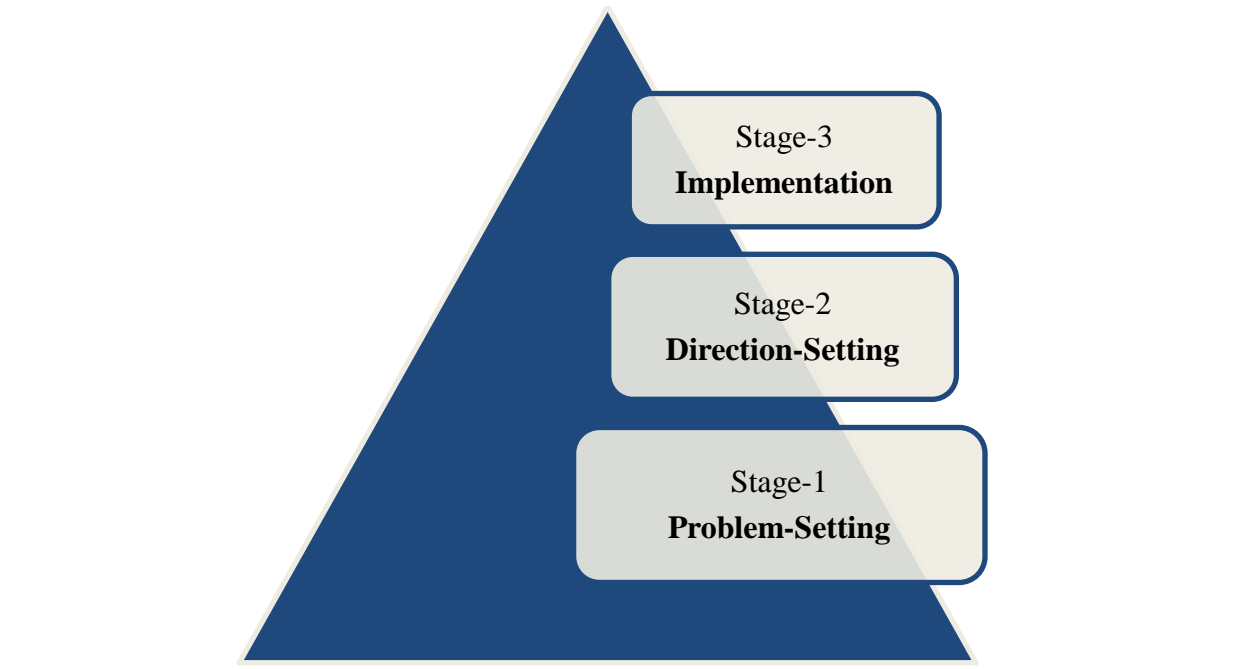 Stage-3
Implementation
Stage-2
Direction-Setting
Stage-1
Problem-Setting